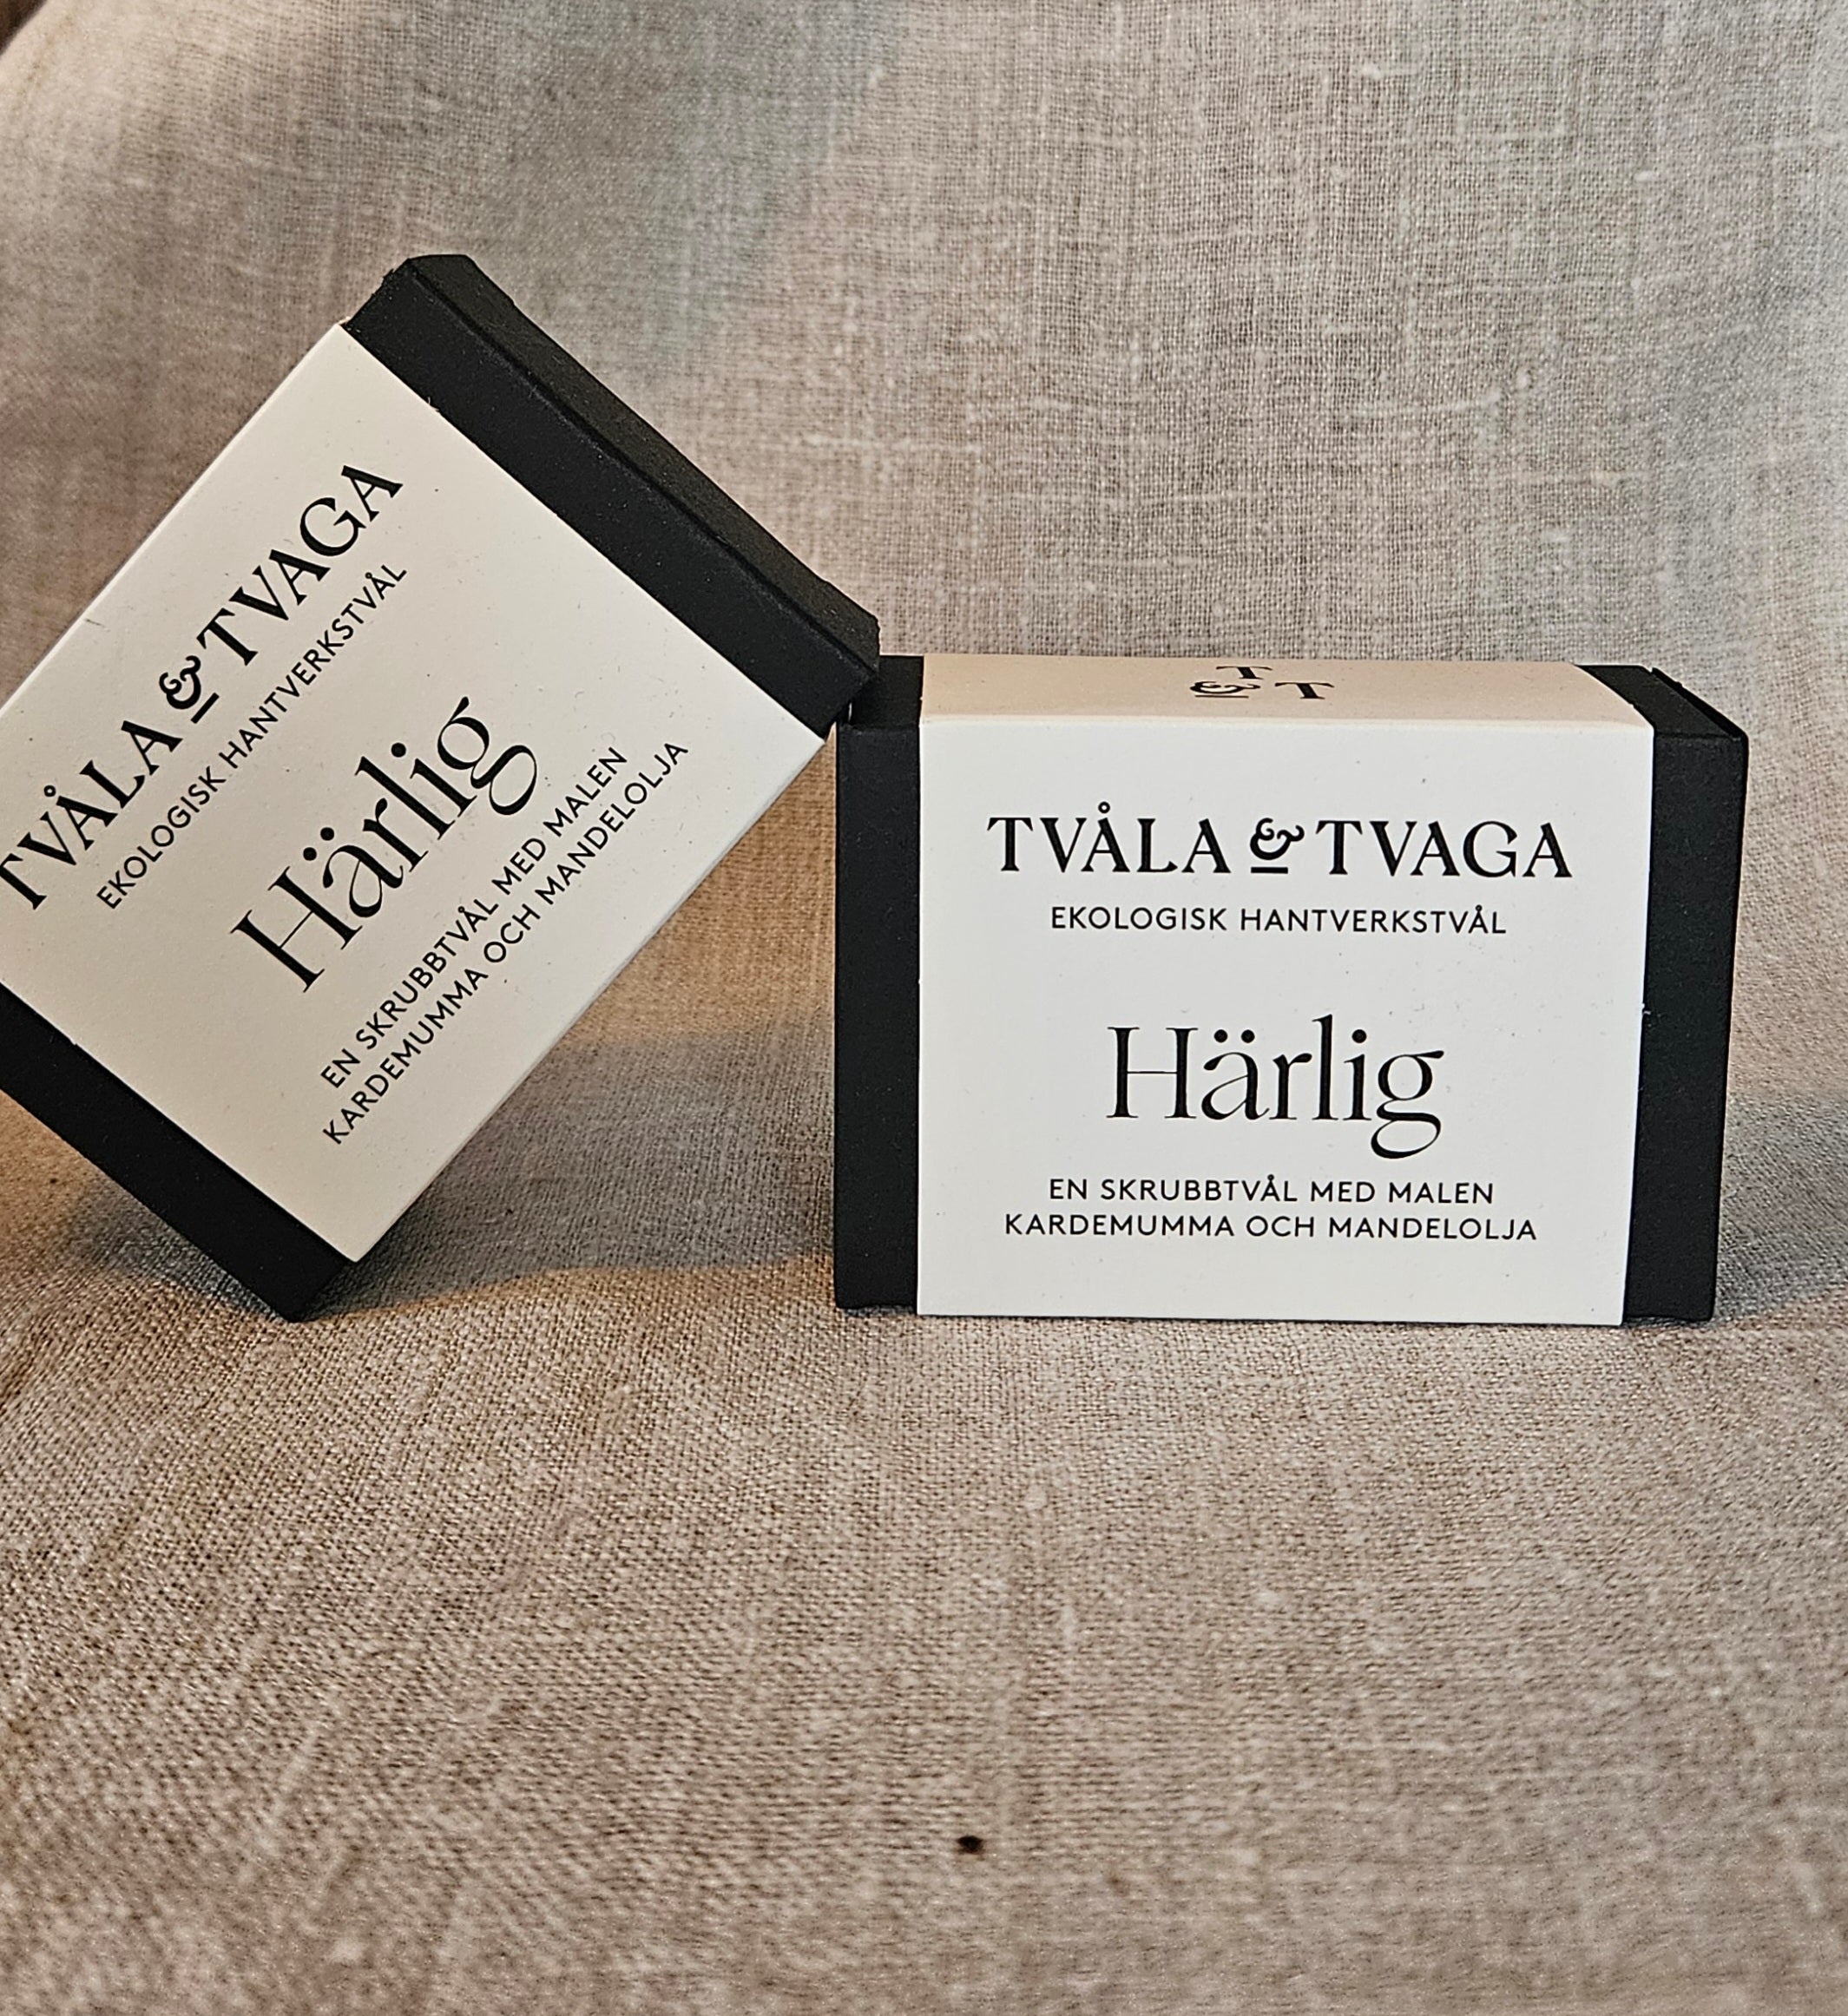 TVÅLA & TVAGA
EKOLOGISK HANTVERKSTVÅL
Härlig
EN SKRUBBTVÅL MED MALEN
KARDEMUMMA OCH MANDELOLJA
T
& T
TVÅLA & TVAGA
EKOLOGISK HANTVERKSTVÅL
Härlig
EN SKRUBBTVÅL MED MALEN
KARDEMUMMA OCH MANDELOLJA